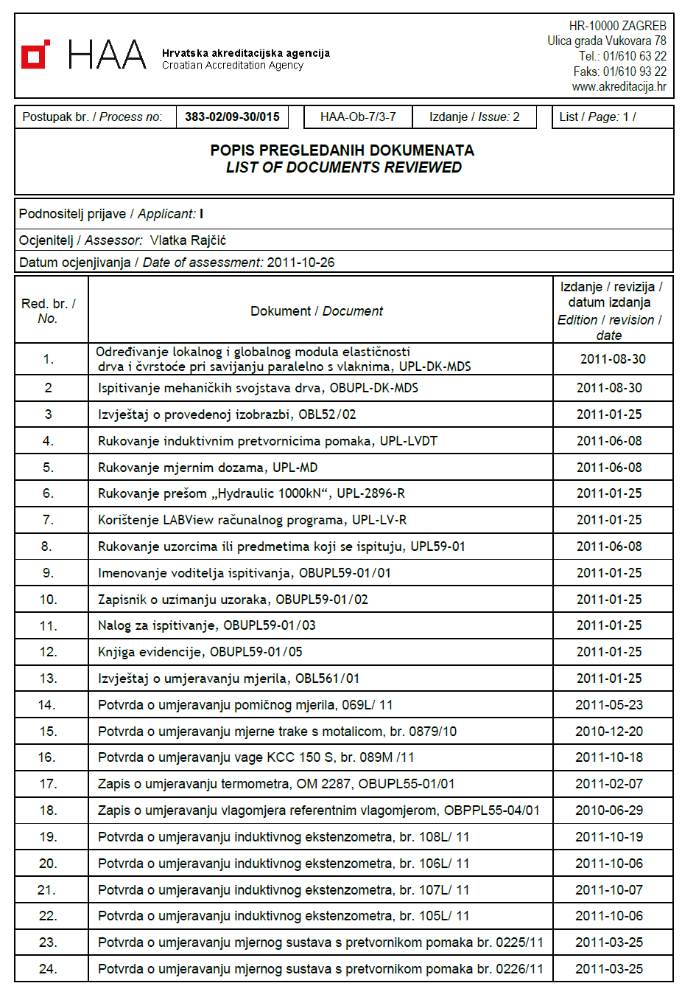 HR-10000 ZAGREB
Ulica grada Vukovara 78
Tel.: 01/610 63 22
Faks: 01/610 93 22
www.akreditacija.hr
HAA
Hrvatska akreditacijska agencija
Croatian Accreditation Agency
Postupak br. / Process no: 383-02/09-30/015 HAA-Ob-7/3-7 Izdanje / Issue: 2 List / Page: 1 /
POPIS PREGLEDANIH DOKUMENATA
LIST OF DOCUMENTS REVIEWED
Podnositelj prijave / Applicant: I
Ocjenitelj / Assessor: Vlatka Rajčić
Datum ocjenjivanja / Date of assessment: 2011-10-26
Red. br. /
No.
Dokument / Document
Izdanje / revizija /
datum izdanja
Edition / revision /
date
1. Određivanje lokalnog i globalnog modula elastičnosti
drva i čvrstoće pri savijanju paralelno s vlaknima, UPL-DK-MDS 2011-08-30
2 Ispitivanje mehaničkih svojstava drva, OBUPL-DK-MDS 2011-08-30
3 Izvještaj o provedenoj izobrazbi, OBL52/02 2011-01-25
4. Rukovanje induktivnim pretvornicima pomaka, UPL-LVDT 2011-06-08
5. Rukovanje mjernim dozama, UPL-MD 2011-06-08
6. Rukovanje prešom „Hydraulic 1000kN“, UPL-2896-R 2011-01-25
7. Korištenje LABView računalnog programa, UPL-LV-R 2011-01-25
8. Rukovanje uzorcima ili predmetima koji se ispituju, UPL59-01 2011-06-08
9. Imenovanje voditelja ispitivanja, OBUPL59-01/01 2011-01-25
10. Zapisnik o uzimanju uzoraka, OBUPL59-01/02 2011-01-25
11. Nalog za ispitivanje, OBUPL59-01/03 2011-01-25
12. Knjiga evidencije, OBUPL59-01/05 2011-01-25
13. Izvještaj o umjeravanju mjerila, OBL561/01 2011-01-25
14. Potvrda o umjeravanju pomičnog mjerila, 069L/ 11 2011-05-23
15. Potvrda o umjeravanju mjerne trake s motalicom, br. 0879/10 2010-12-20
16. Potvrda o umjeravanju vage KCC 150 S, br. 089M /11 2011-10-18
17. Zapis o umjeravanju termometra, OM 2287, OBUPL55-01/01 2011-02-07
18. Zapis o umjeravanju vlagomjera referentnim vlagomjerom, OBPPL55-04/01 2010-06-29
19. Potvrda o umjeravanju induktivnog ekstenzometra, br. 108L/ 11 2011-10-19
20. Potvrda o umjeravanju induktivnog ekstenzometra, br. 106L/ 11 2011-10-06
21. Potvrda o umjeravanju induktivnog ekstenzometra, br. 107L/ 11 2011-10-07
22. Potvrda o umjeravanju induktivnog ekstenzometra, br. 105L/ 11 2011-10-06
23. Potvrda o umjeravanju mjernog sustava s pretvornikom pomaka br. 0225/11 2011-03-25
24. Potvrda o umjeravanju mjernog sustava s pretvornikom pomaka br. 0226/11 2011-03-25